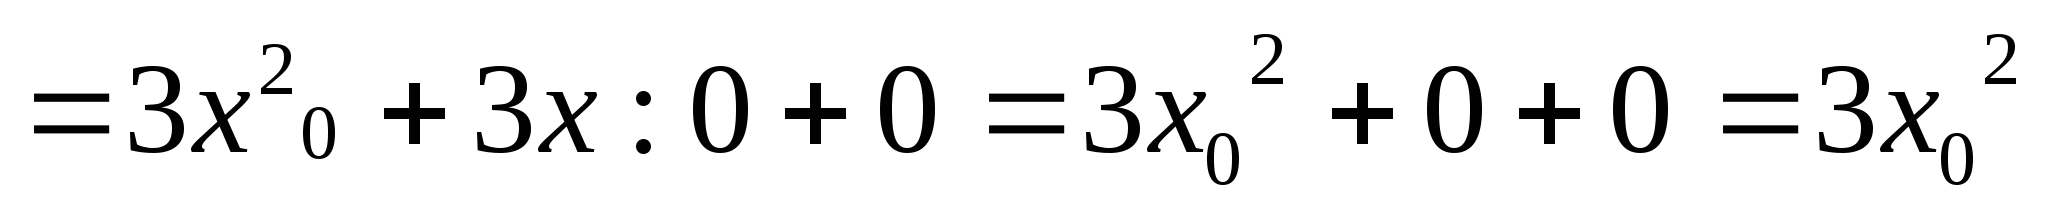 = 3x²₀ + 3x : 0 + 0 = 3x₀² + 0 + 0 = 3x₀²